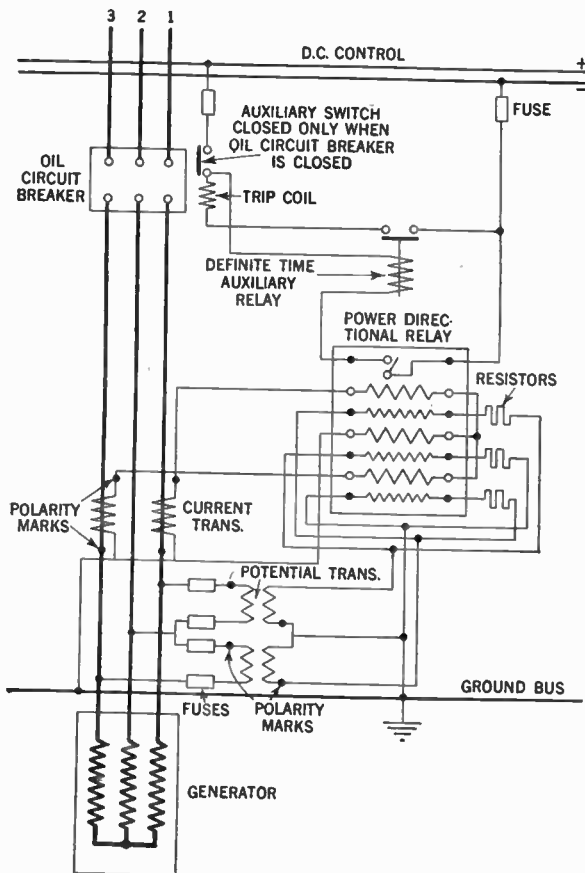 3 2 1
D.C. CONTROL
+
−
FUSE
AUXILIARY SWITCH
CLOSED ONLY WHEN
OIL CIRCUIT BREAKER
IS CLOSED
OIL
CIRCUIT
BREAKER
TRIP COIL
DEFINITE TIME
AUXILIARY
RELAY
POWER DIREC-
TIONAL RELAY
RESISTORS
POLARITY
MARKS
CURRENT
TRANS.
POTENTIAL TRANS.
GROUND BUS
FUSES
POLARITY
MARKS
GENERATOR